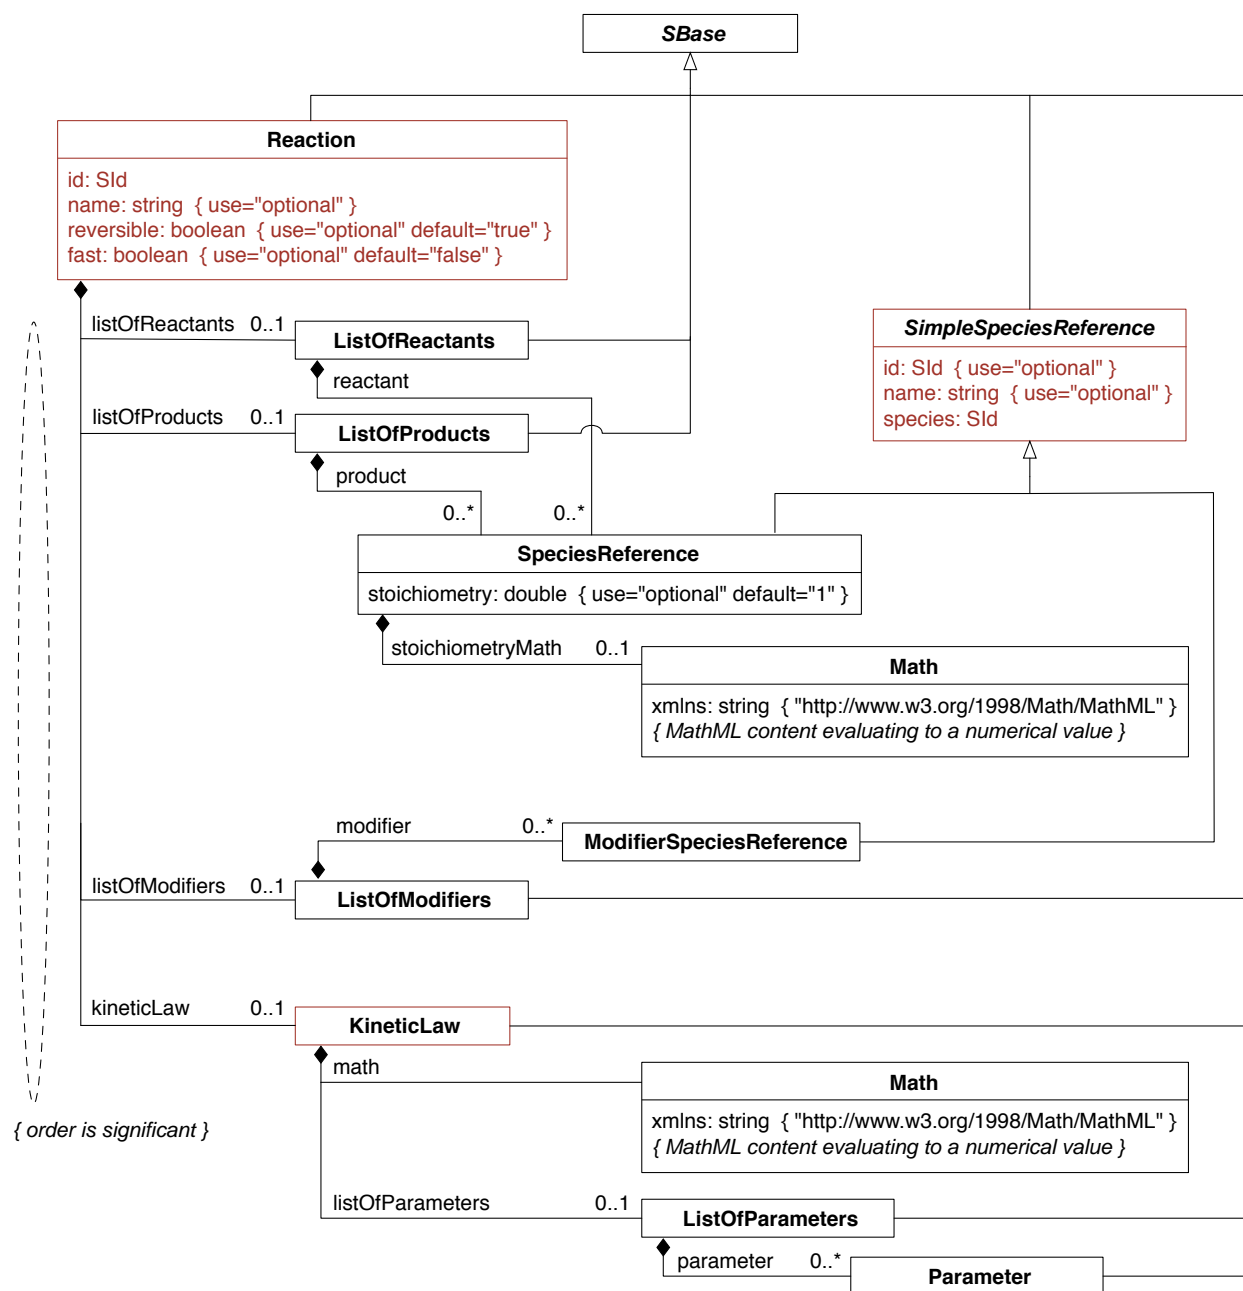 SBase
Reaction
id: SId
name: string { use="optional" }
reversible: boolean { use="optional" default="true" }
fast: boolean { use="optional" default="false" }
listOfReactants 0..1
ListOfReactants
reactant
SimpleSpeciesReference
id: SId { use="optional" }
name: string { use="optional" }
species: SId
listOfProducts 0..1
ListOfProducts
product
0..* 0..*
SpeciesReference
stoichiometry: double { use="optional" default="1" }
stoichiometryMath 0..1
Math
xmlns: string { "http://www.w3.org/1998/Math/MathML" }
{ MathML content evaluating to a numerical value }
modifier 0..*
ModifierSpeciesReference
listOfModifiers 0..1
ListOfModifiers
kineticLaw 0..1
KineticLaw
math
Math
xmlns: string { "http://www.w3.org/1998/Math/MathML" }
{ MathML content evaluating to a numerical value }
{ order is significant }
listOfParameters 0..1
ListOfParameters
parameter 0..*
Parameter